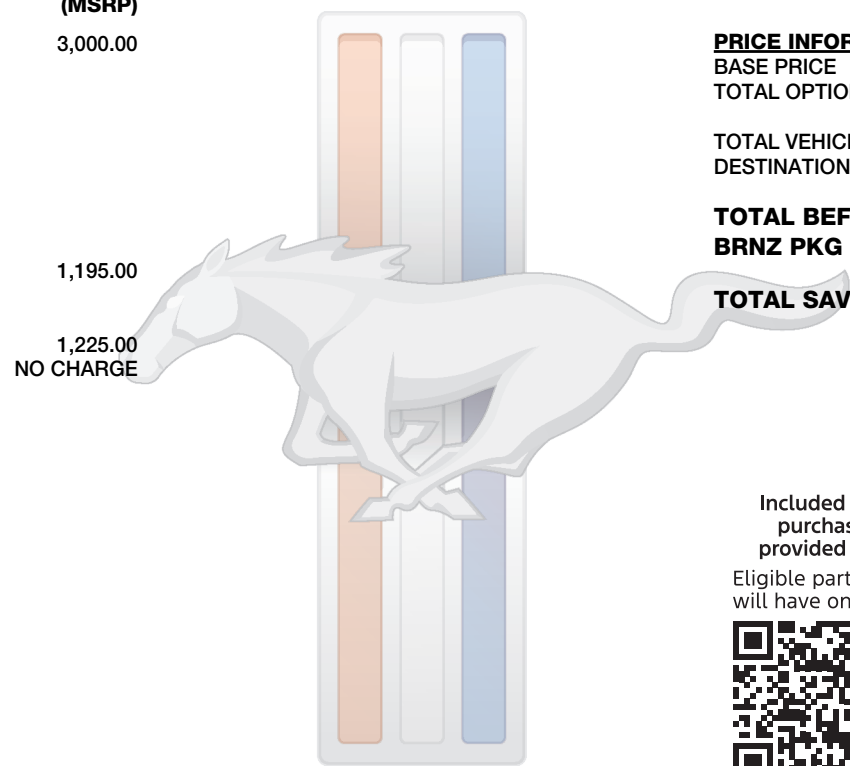 (MSRP)
3,000.00
1,195.00
1,225.00
NO CHARGE
PRICE INFOR
BASE PRICE
TOTAL OPTIO
TOTAL VEHIC
DESTINATION
TOTAL BEF
BRNZ PKG
TOTAL SAV
Included
purchas
provided
Eligible part
will have on